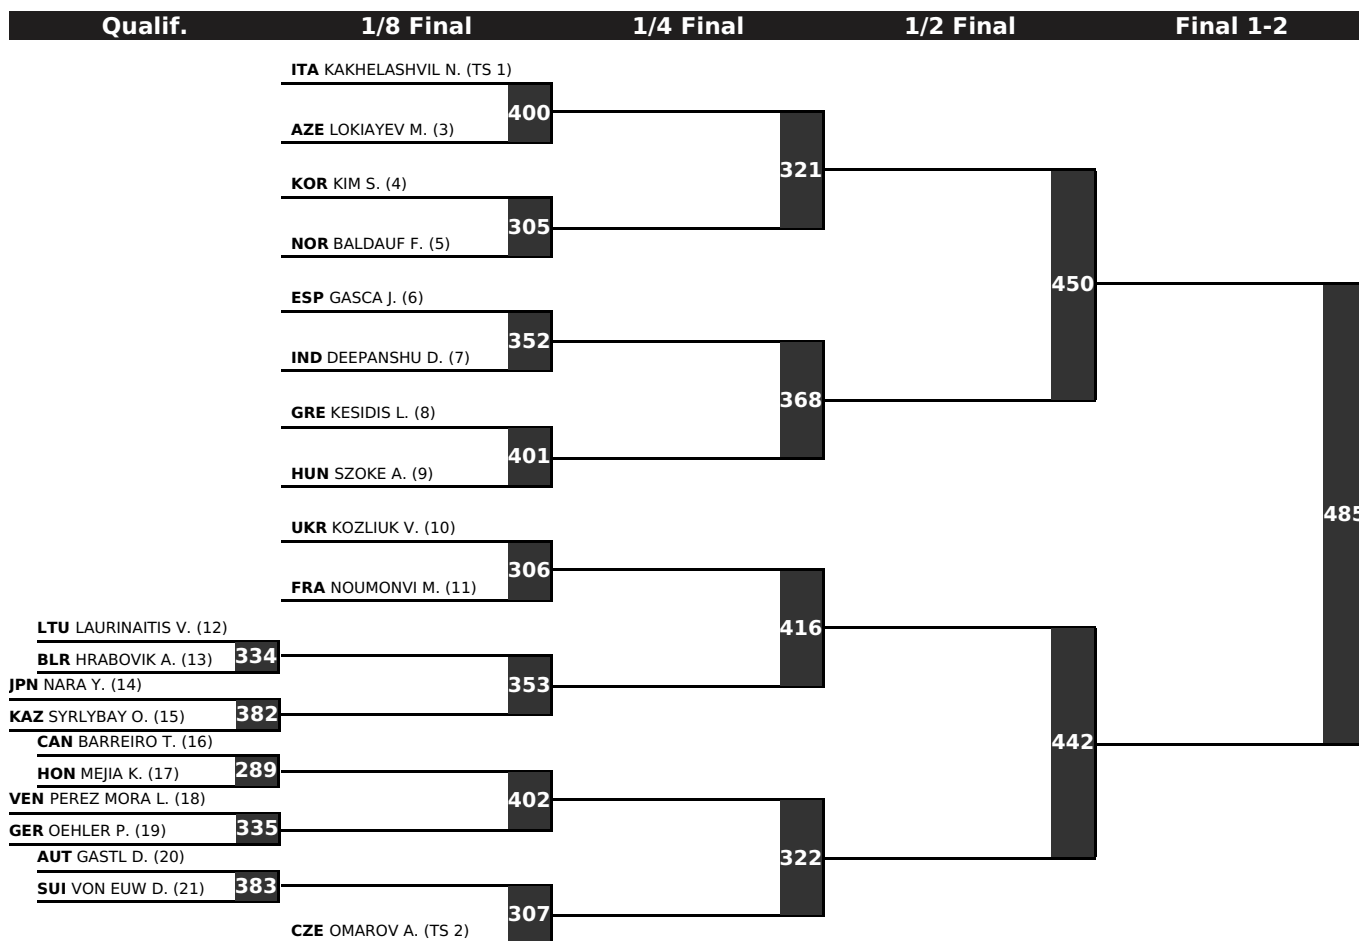 Qualif. 1/8 Final 1/4 Final 1/2 Final Final 1-2
ITA KAKHELASHVIL N. (TS 1)
400
AZE LOKIAYEV M. (3)
321
KOR KIM S. (4)
305
NOR BALDAUF F. (5)
450
ESP GASCA J. (6)
352
IND DEEPANSHU D. (7)
368
GRE KESIDIS L. (8)
401
HUN SZOKE A. (9)
485
UKR KOZLIUK V. (10)
306
FRA NOUMONVI M. (11)
LTU LAURINAITIS V. (12)
416
334
BLR HRABOVIK A. (13)
JPN NARA Y. (14)
353
382
KAZ SYRLYBAY O. (15)
CAN BARREIRO T. (16)
442
289
HON MEJIA K. (17)
VEN PEREZ MORA L. (18)
402
335
GER OEHLER P. (19)
AUT GASTL D. (20)
322
383
SUI VON EUW D. (21)
307
CZE OMAROV A. (TS 2)